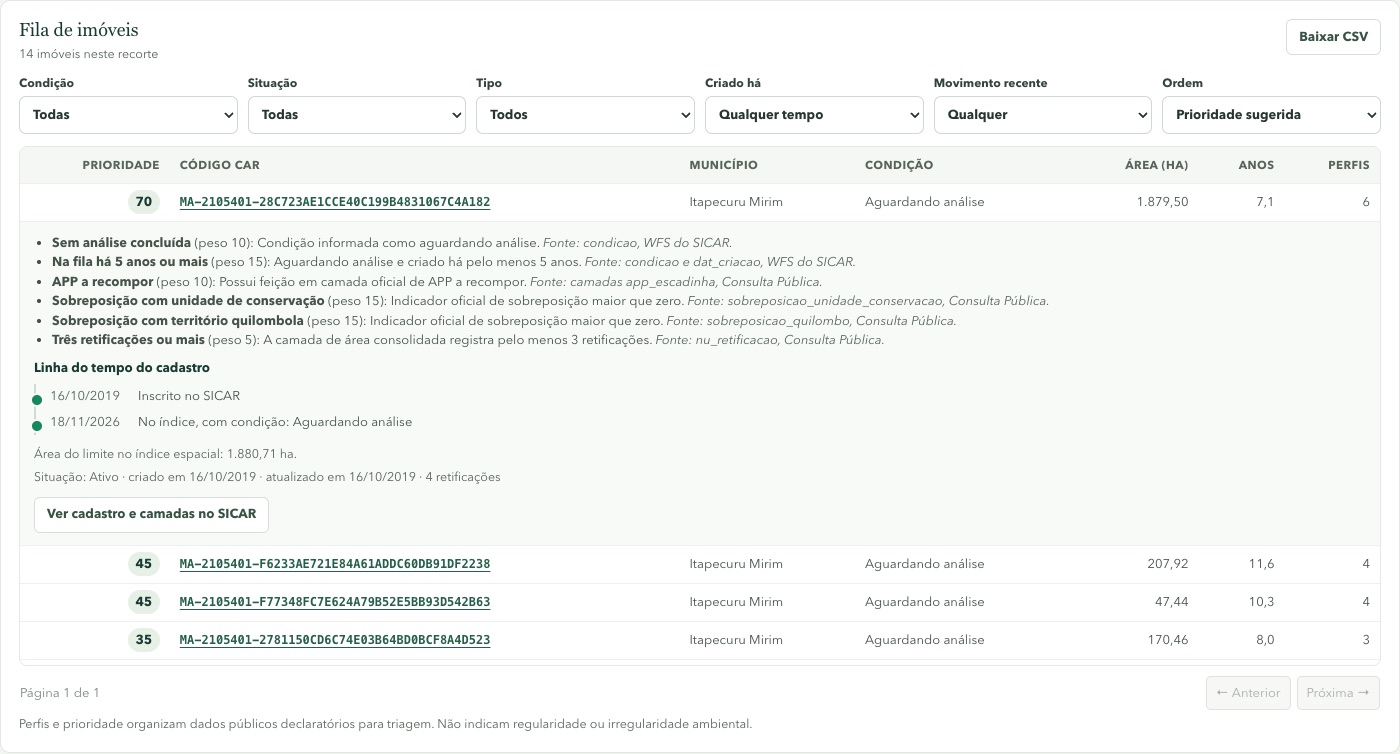 Fila de imóveis
14 imóveis neste recorte
Baixar CSV
Condição Situação Tipo Criado há Movimento recente Ordem
Todas Todas Todos Qualquer tempo Qualquer Prioridade sugerida
PRIORIDADE CÓDIGO CAR MUNICÍPIO CONDIÇÃO ÁREA (HA) ANOS PERFIS
70 MA-2105401-28C723AE1CCE40C199B4831067C4A182 Itapecuru Mirim Aguardando análise 1.879,50 7,1 6
• Sem análise concluída (peso 10): Condição informada como aguardando análise. Fonte: condicao, WFS do SICAR.
• Na fila há 5 anos ou mais (peso 15): Aguardando análise e criado há pelo menos 5 anos. Fonte: condicao e dat_criacao, WFS do SICAR.
• APP a recompor (peso 10): Possui feição em camada oficial de APP a recompor. Fonte: camadas app_escadinha, Consulta Pública.
• Sobreposição com unidade de conservação (peso 15): Indicador oficial de sobreposição maior que zero. Fonte: sobreposicao_unidade_conservacao, Consulta Pública.
• Sobreposição com território quilombola (peso 15): Indicador oficial de sobreposição maior que zero. Fonte: sobreposicao_quilombo, Consulta Pública.
• Três retificações ou mais (peso 5): A camada de área consolidada registra pelo menos 3 retificações. Fonte: nu_retificacao, Consulta Pública.
Linha do tempo do cadastro
16/10/2019 Inscrito no SICAR
18/11/2026 No índice, com condição: Aguardando análise
Área do limite no índice espacial: 1.880,71 ha.
Situação: Ativo · criado em 16/10/2019 · atualizado em 16/10/2019 · 4 retificações
Ver cadastro e camadas no SICAR
45 MA-2105401-F6233AE721E84A61ADDC60DB91DF2238 Itapecuru Mirim Aguardando análise 207,92 11,6 4
45 MA-2105401-F77348FC7E624A79B52E5BB93D542B63 Itapecuru Mirim Aguardando análise 47,44 10,3 4
35 MA-2105401-2781150CD6C74E03B64BD0BCF8A4D523 Itapecuru Mirim Aguardando análise 170,46 8,0 3
Página 1 de 1
← Anterior Próxima →
Perfis e prioridade organizam dados públicos declaratórios para triagem. Não indicam regularidade ou irregularidade ambiental.